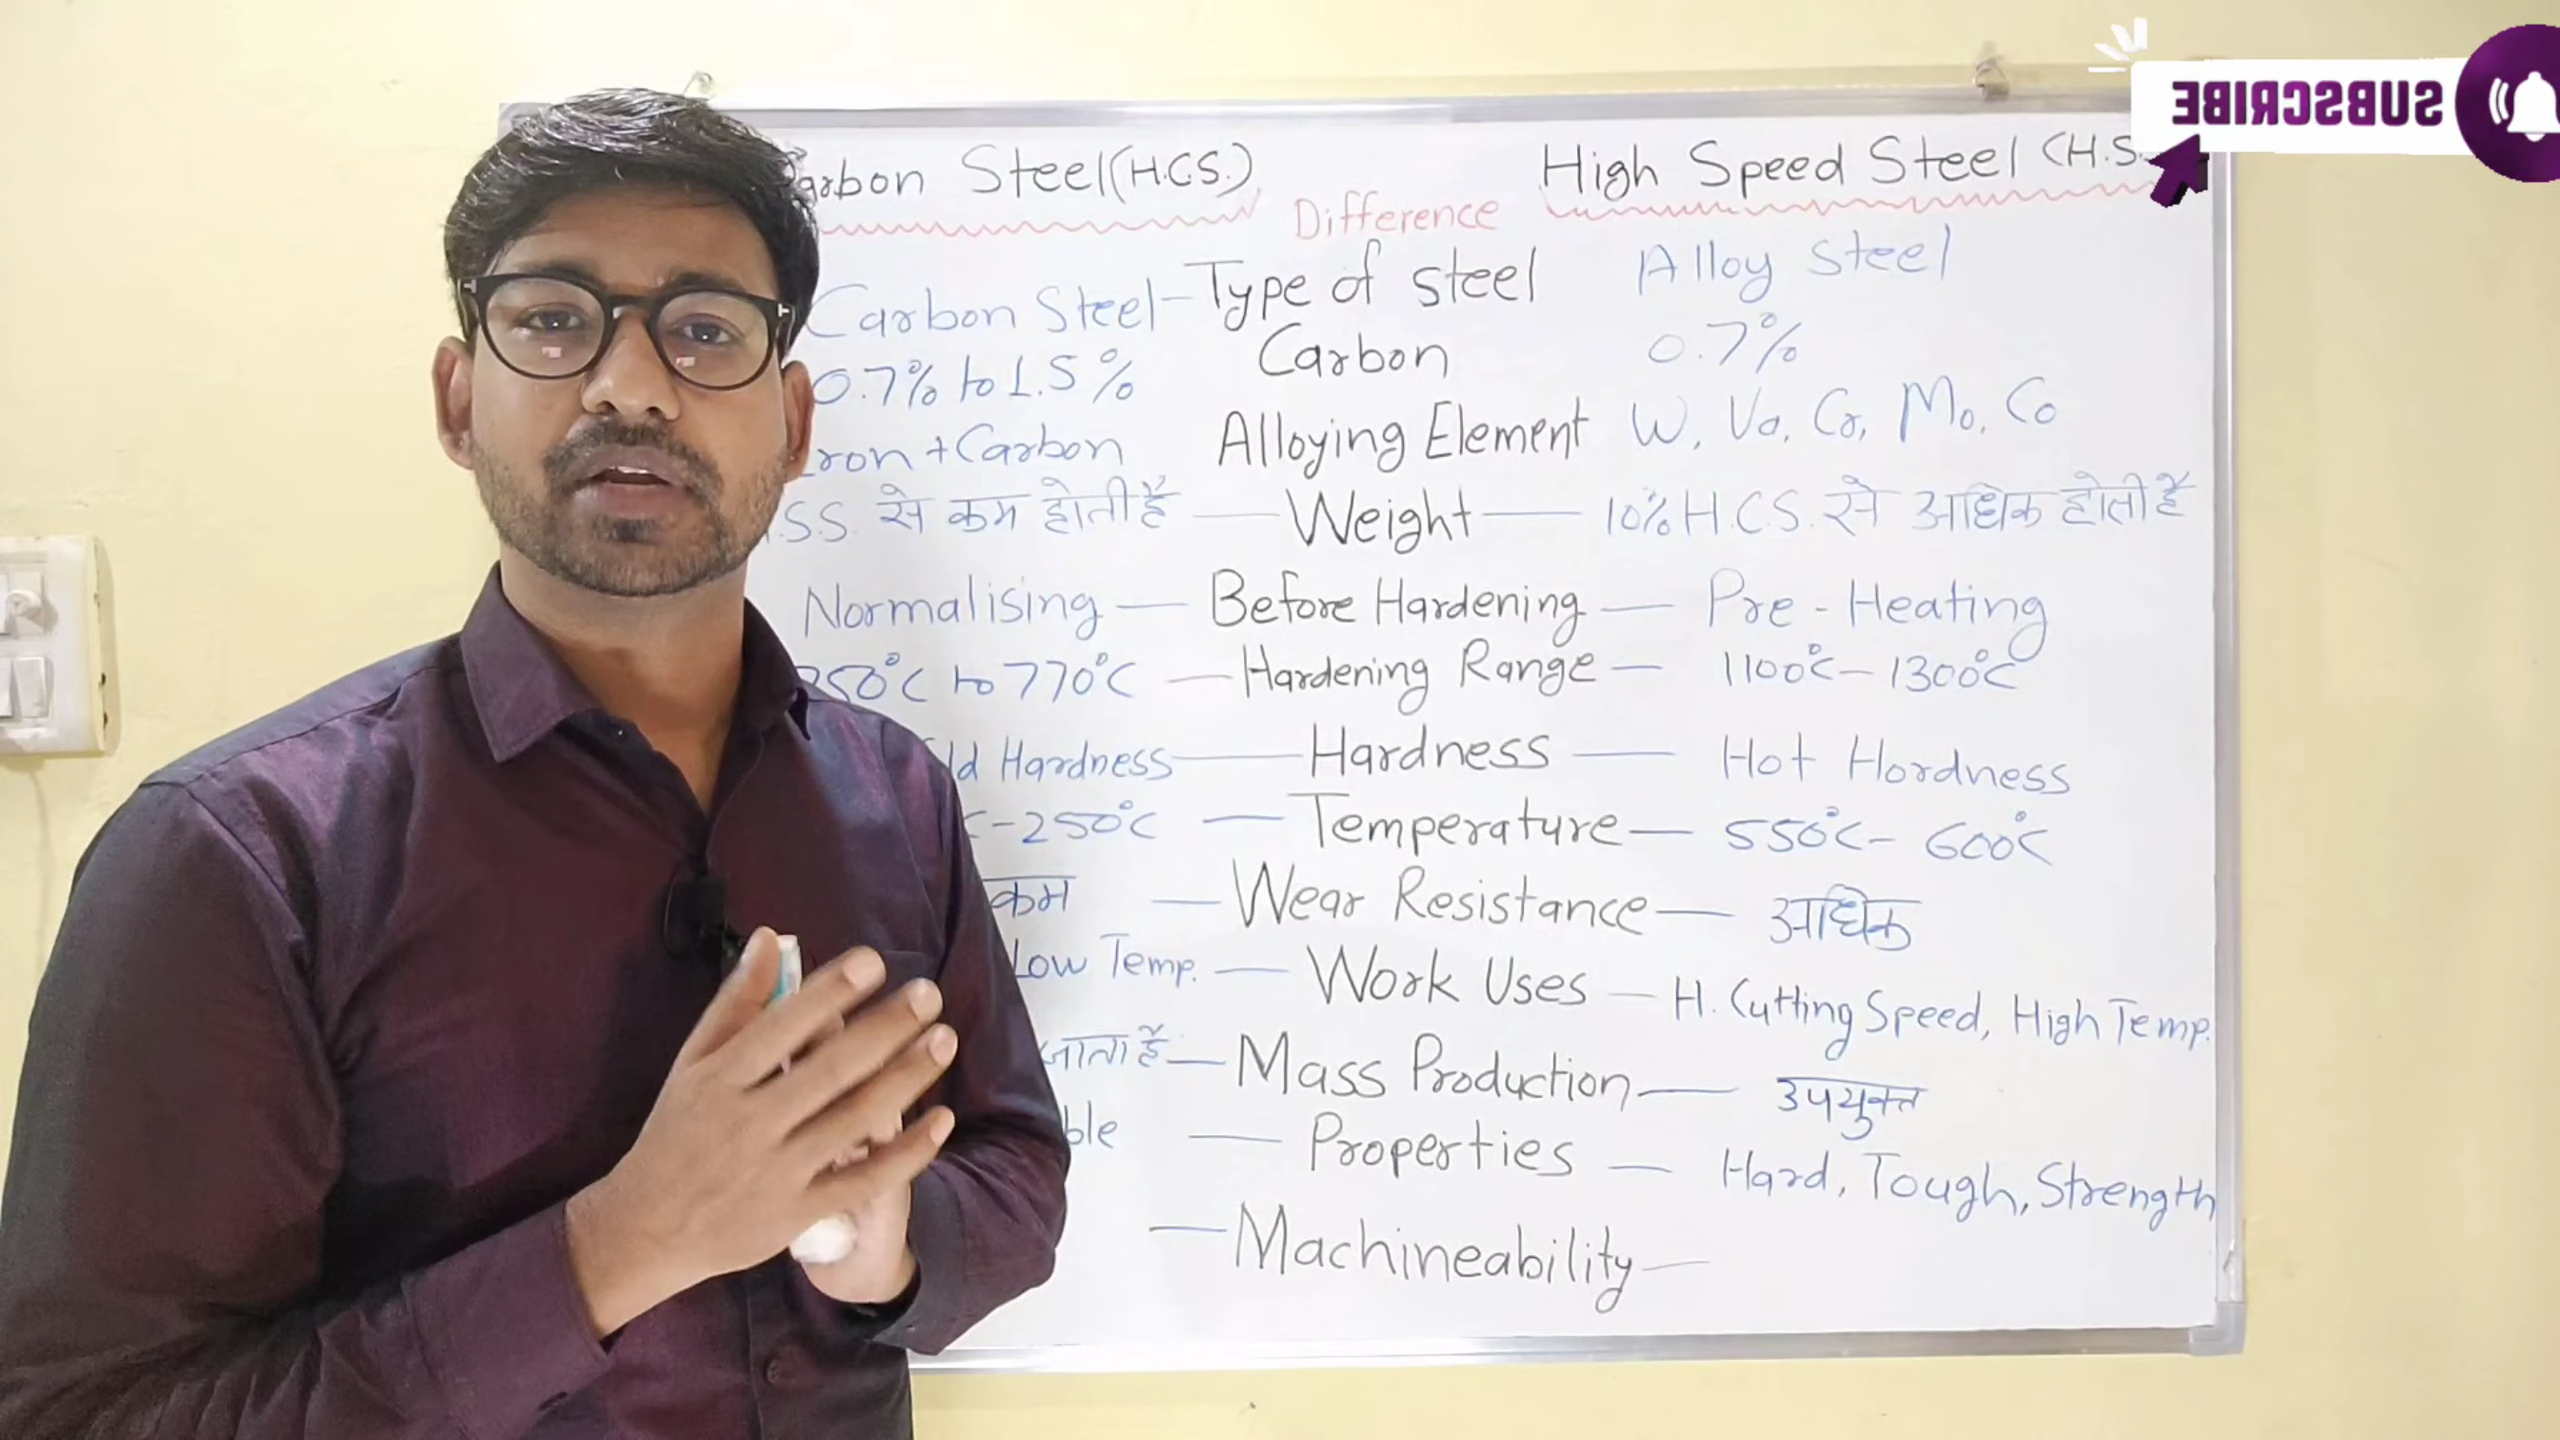 SUBSCRIBE
Carbon Steel (H.C.S.) High Speed Steel (H.S.
Difference
Carbon Steel - Type of steel Alloy Steel
0.7% to 1.5% Carbon 0.7%
Iron + Carbon Alloying Element W, Va, Cr, Mo, Co
S.S. से कम होती हैं — Weight — 10% H.C.S. से अधिक होती हैं
Normalising — Before Hardening — Pre-Heating
50°C to 770°C — Hardening Range — 1100°C - 1300°C
ld Hardness — Hardness — Hot Hordness
C - 250°C — Temperature — 550°C - 600°C
कम — Wear Resistance — अधिक
Low Temp. — Work Uses — H. Cutting Speed, High Temp.
जाता हैं — Mass Production — उपयुक्त
ble — Properties — Hard, Tough, Strength
— Machineability —